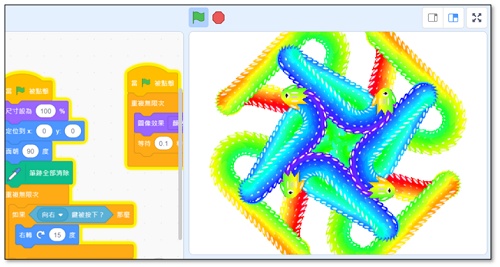 當 被點擊
尺寸設為 100 %
定位到 x: 0 y: 0
面朝 90 度
筆跡全部清除
重複無限次
如果 向右 鍵被按下? 那麼
右轉 15 度
當 被點擊
重複無限次
圖像效果 顏
等待 0.1